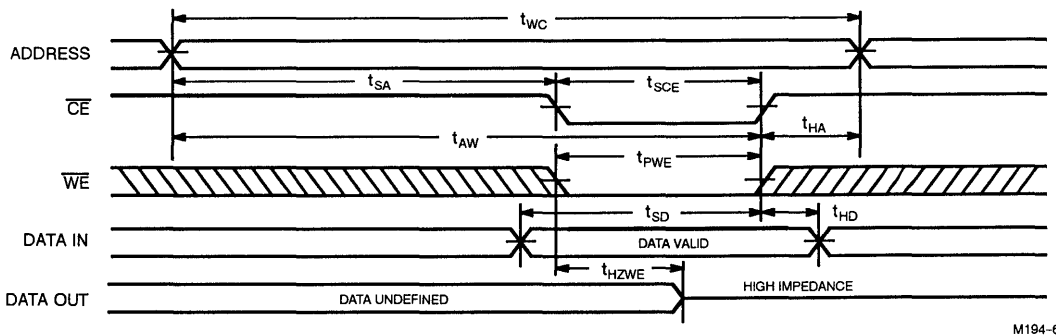 tWC
ADDRESS
tSA
tSCE
CE
tAW
tHA
tPWE
WE
tSD
tHD
DATA IN
DATA VALID
tHZWE
DATA OUT
DATA UNDEFINED
HIGH IMPEDANCE
M194-6